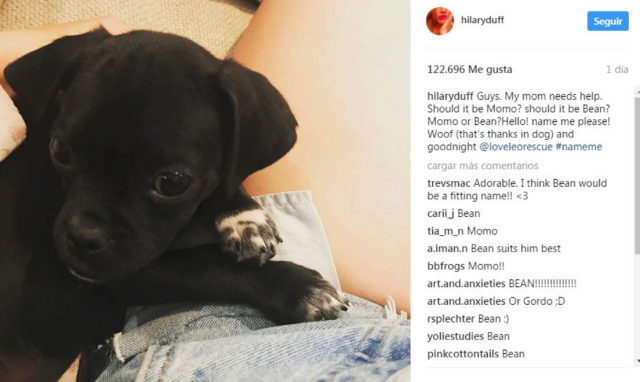 hilaryduff
Seguir
122.696 Me gusta
1 día
hilaryduff Guys. My mom needs help.
Should it be Momo? should it be Bean?
Momo or Bean?Hello! name me please!
Woof (that's thanks in dog) and
goodnight @loveleorescue #nameme
cargar más comentarios
trevsmac Adorable. I think Bean would
be a fitting name!! <3
carii_j Bean
tia_m_n Momo
a.iman.n Bean suits him best
bbfrogs Momo!!
art.and.anxieties BEAN!!!!!!!!!!!!!!
art.and.anxieties Or Gordo ;D
rsplechter Bean :)
yoliestudies Bean
pinkcottontails Bean